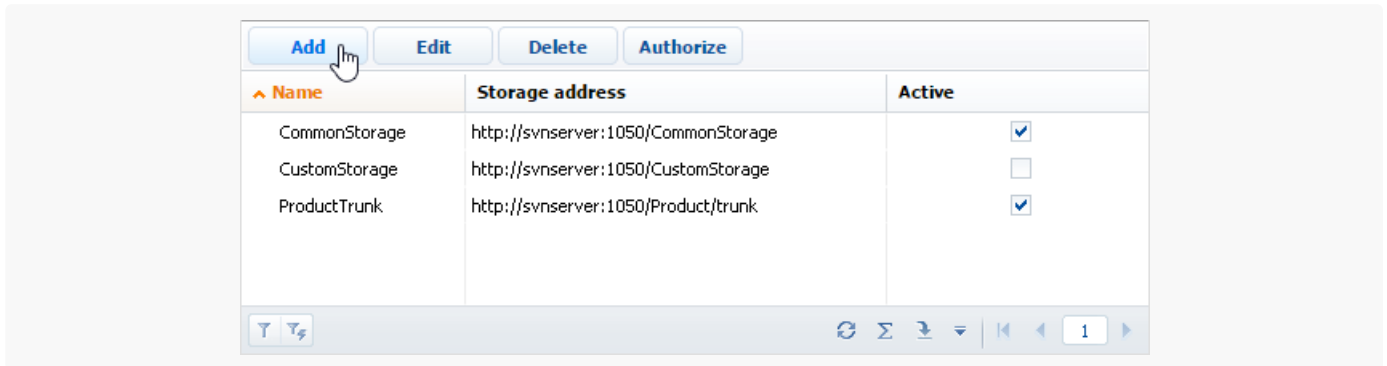 Add Edit Delete Authorize
Name Storage address Active
CommonStorage http://svnserver:1050/CommonStorage
CustomStorage http://svnserver:1050/CustomStorage
ProductTrunk http://svnserver:1050/Product/trunk
1